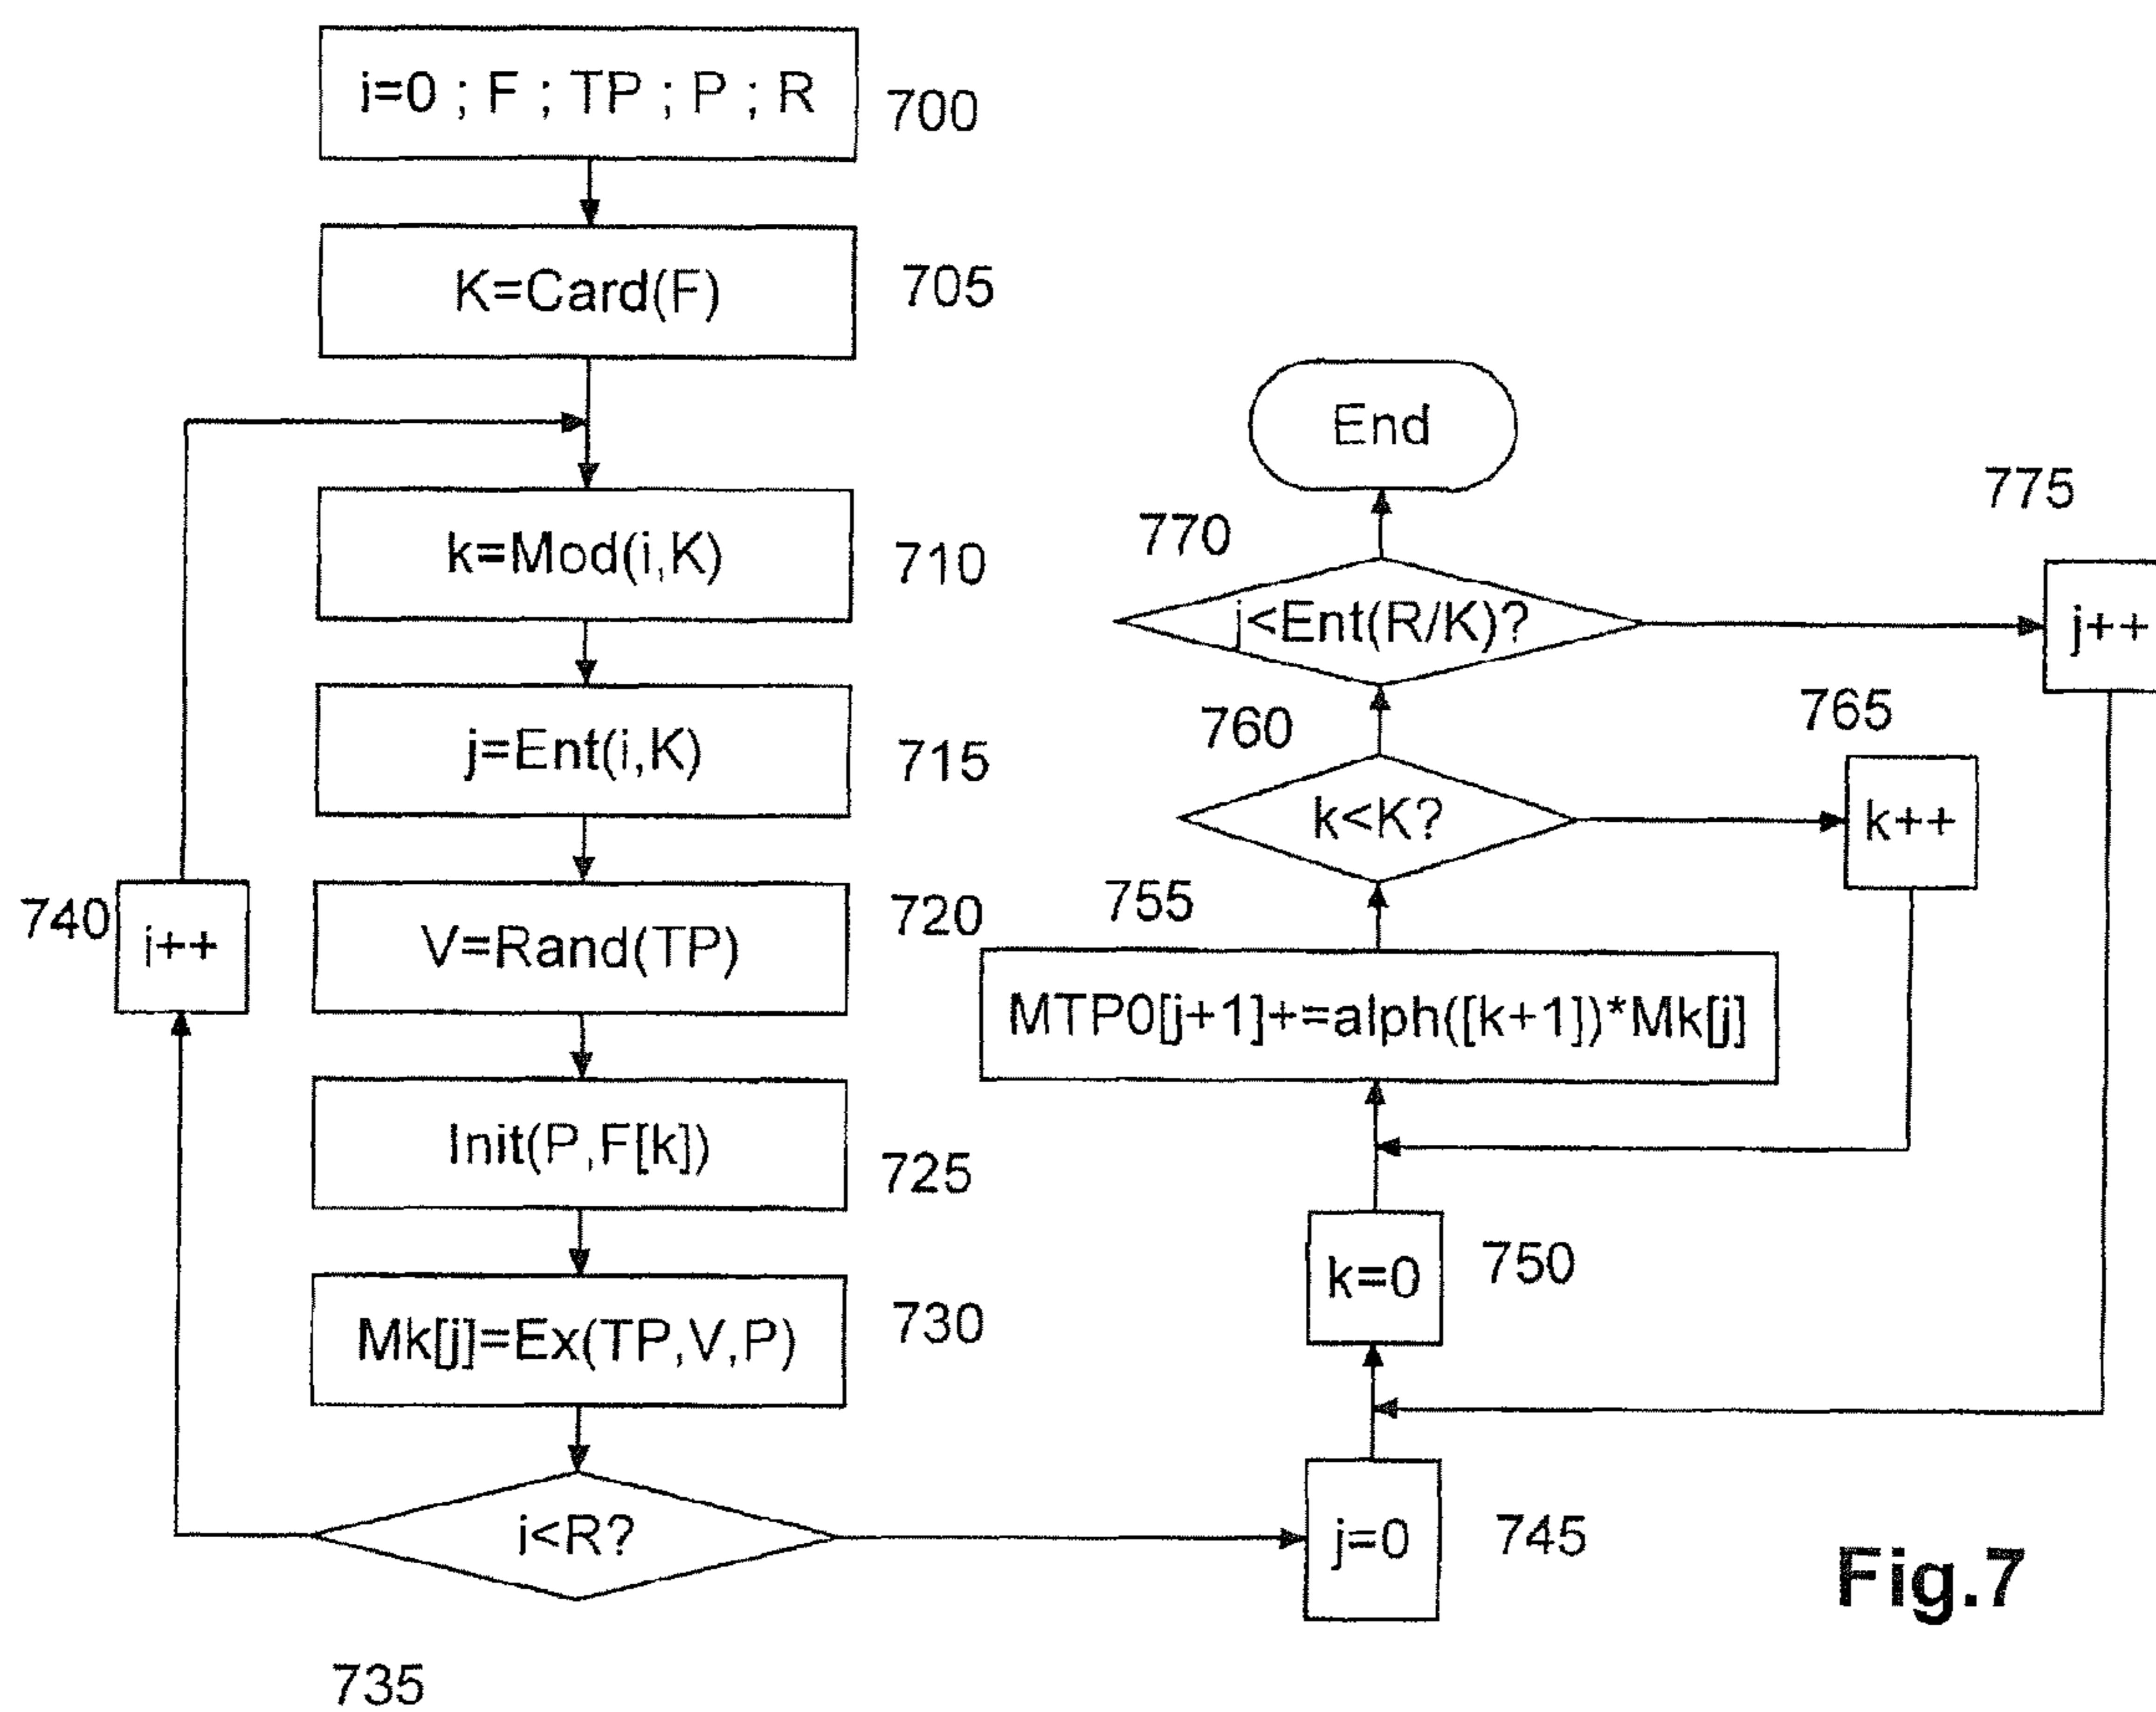 i=0 ; F ; TP ; P ; R
700
K=Card(F)
705
k=Mod(i,K)
710
j=Ent(i,K)
715
V=Rand(TP)
720
740
i++
Init(P,F[k])
725
Mk[j]=Ex(TP,V,P)
730
i<R?
735
j=0
745
k=0
750
MTP0[j+1]+=alph([k+1])*Mk[j]
755
k<K?
760
k++
765
j<Ent(R/K)?
770
j++
775
End
Fig.7